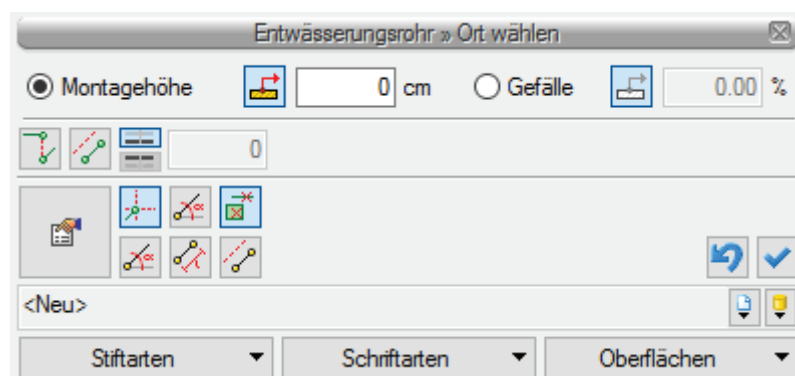 Entwässerungsrohr » Ort wählen
Montagehöhe 0 cm Gefälle 0.00 %
0
<Neu>
Stiftarten Schriftarten Oberflächen